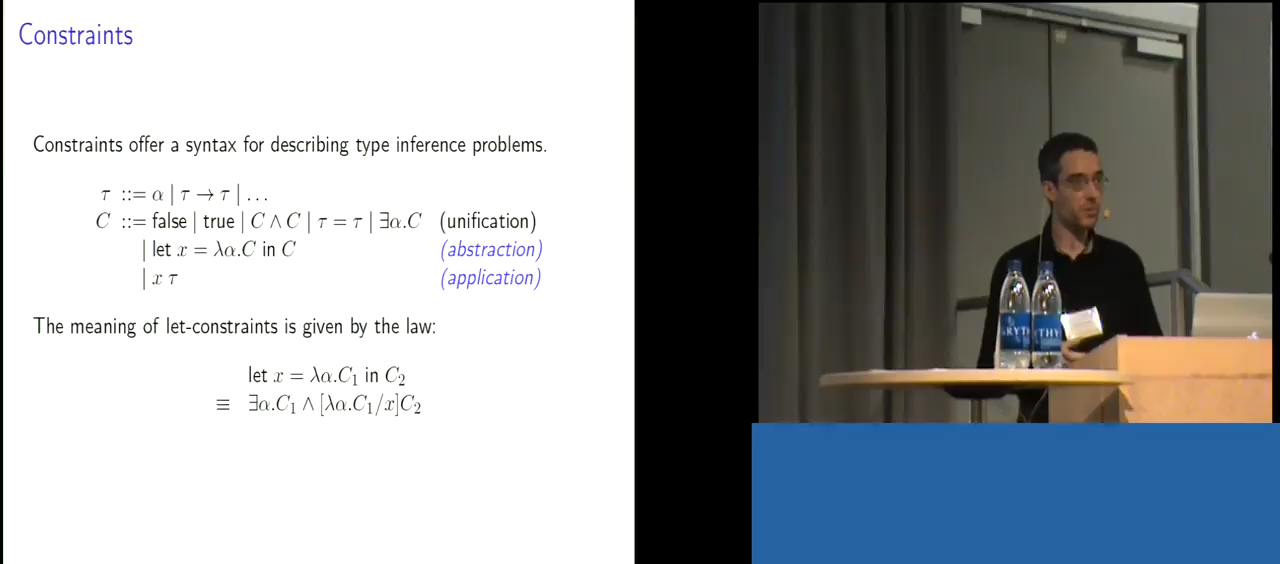 Constraints
Constraints offer a syntax for describing type inference problems.
τ ::= α | τ → τ | …
C ::= false | true | C ∧ C | τ = τ | ∃α.C (unification)
| let x = λα.C in C (abstraction)
| x τ (application)
The meaning of let-constraints is given by the law:
let x = λα.C₁ in C₂
≡ ∃α.C₁ ∧ [λα.C₁/x]C₂